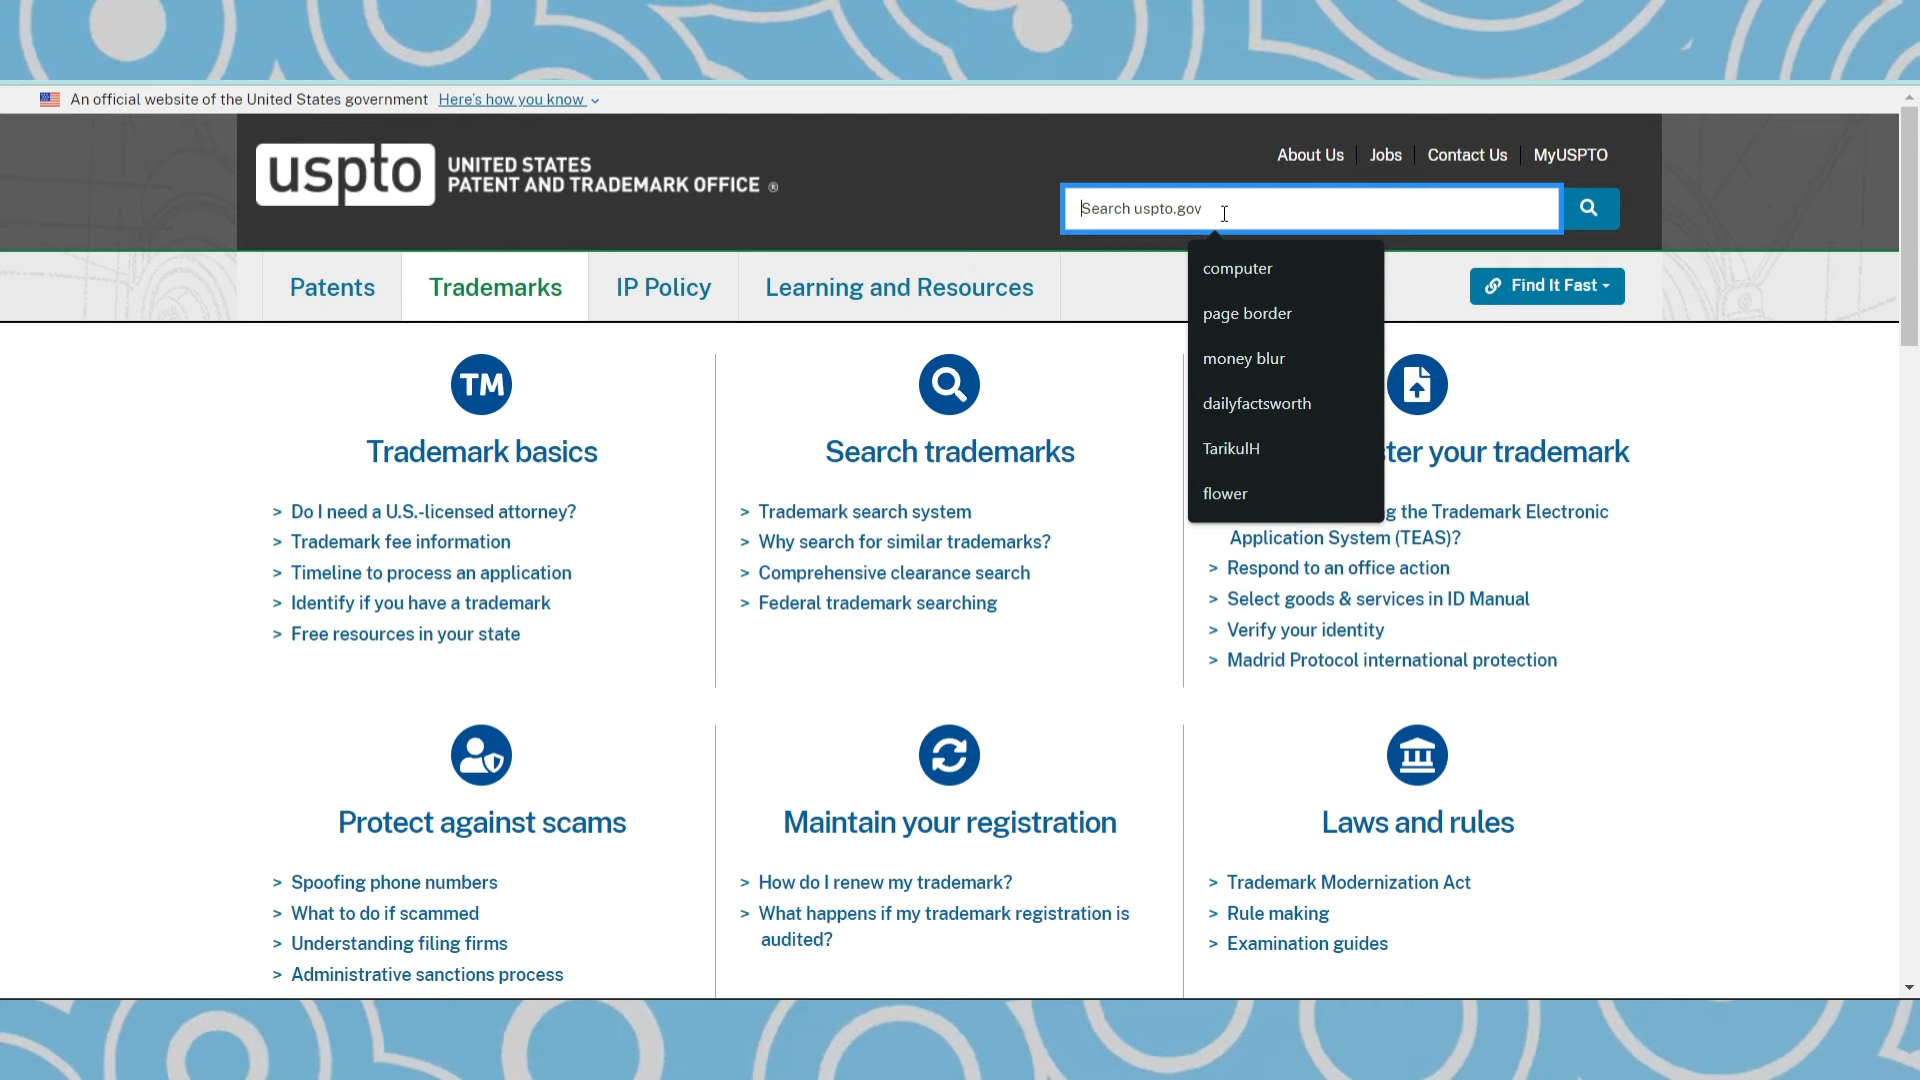 An official website of the United States government Here's how you know
uspto UNITED STATES
PATENT AND TRADEMARK OFFICE ®
About Us Jobs Contact Us MyUSPTO
Search uspto.gov
computer
page border
money blur
dailyfactsworth
TarikulH
flower
Patents Trademarks IP Policy Learning and Resources Find It Fast
TM
Trademark basics
> Do I need a U.S.-licensed attorney?
> Trademark fee information
> Timeline to process an application
> Identify if you have a trademark
> Free resources in your state
Search trademarks
> Trademark search system
> Why search for similar trademarks?
> Comprehensive clearance search
> Federal trademark searching
ter your trademark
g the Trademark Electronic
Application System (TEAS)?
> Respond to an office action
> Select goods & services in ID Manual
> Verify your identity
> Madrid Protocol international protection
Protect against scams
> Spoofing phone numbers
> What to do if scammed
> Understanding filing firms
> Administrative sanctions process
Maintain your registration
> How do I renew my trademark?
> What happens if my trademark registration is
audited?
Laws and rules
> Trademark Modernization Act
> Rule making
> Examination guides